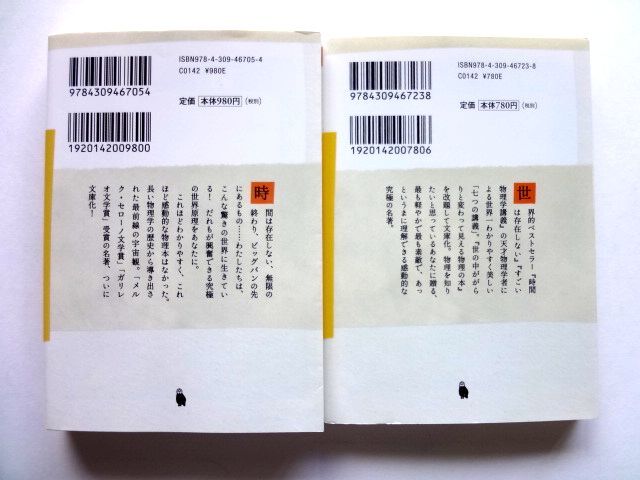 ISBN978-4-309-46705-4
C0142 ¥980E
9784309467054
定価 本体980円 (税別)
1920142009800
時間は存在しない、無限の
終わり、ビッグバンの先
にあるもの……わたしたちは、
こんな驚きの世界に生きてい
る! だれもが興奮できる究極
の世界原理をあなたに。
これほどわかりやすく、これ
ほど感動的な物理本はなかった。
長い物理学の歴史から導き出さ
れた最前線の宇宙観。「メル
ク・セローノ文学賞」「ガリレ
オ文学賞」受賞の名著、ついに
文庫化!
ISBN978-4-309-46723-8
C0142 ¥780E
9784309467238
定価 本体780円 (税別)
1920142007806
世界的ベストセラー『時間
は存在しない』『すごい
物理学講義』の天才物理学者に
よる世界一わかりやすく美しい
「七つの講義」『世の中がが
りと変わって見える物理の本』
を改題して文庫化。物理を知り
たいと思っているあなたに贈る、
最も軽やかで最も素敵で、あっ
というまに理解できる感動的な
究極の名著。